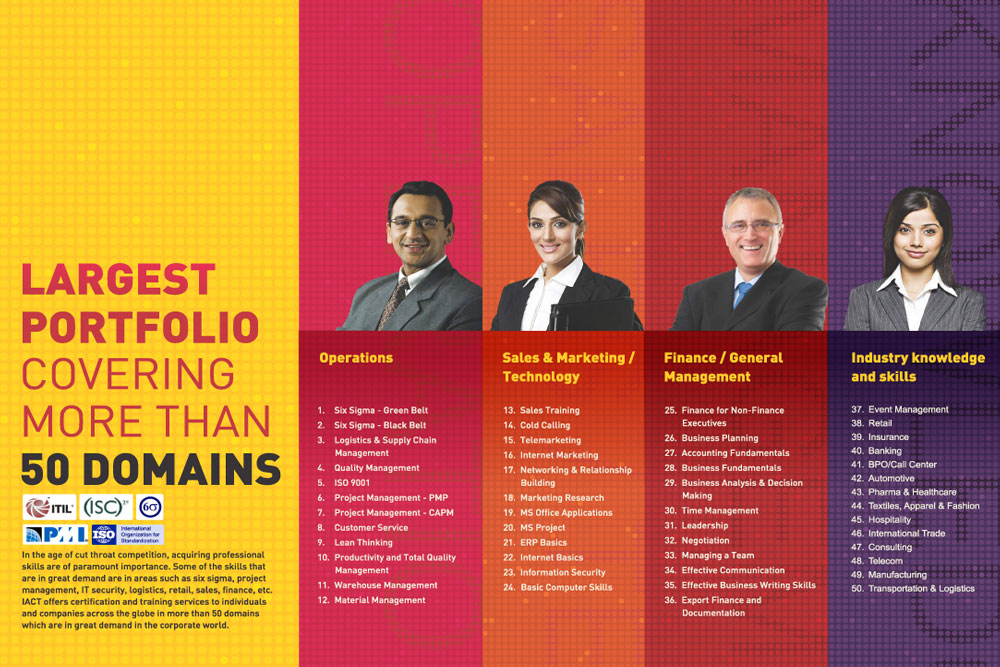 LARGEST
PORTFOLIO
COVERING
MORE THAN
50 DOMAINS
ITIL
(ISC)²®
6σ
PMI
ISO
International
Organization for
Standardization
In the age of cut throat competition, acquiring professional
skills are of paramount importance. Some of the skills that
are in great demand are in areas such as six sigma, project
management, IT security, logistics, retail, sales, finance, etc.
IACT offers certification and training services to individuals
and companies across the globe in more than 50 domains
which are in great demand in the corporate world.
Operations
1. Six Sigma - Green Belt
2. Six Sigma - Black Belt
3. Logistics & Supply Chain
Management
4. Quality Management
5. ISO 9001
6. Project Management - PMP
7. Project Management - CAPM
8. Customer Service
9. Lean Thinking
10. Productivity and Total Quality
Management
11. Warehouse Management
12. Material Management
Sales & Marketing /
Technology
13. Sales Training
14. Cold Calling
15. Telemarketing
16. Internet Marketing
17. Networking & Relationship
Building
18. Marketing Research
19. MS Office Applications
20. MS Project
21. ERP Basics
22. Internet Basics
23. Information Security
24. Basic Computer Skills
Finance / General
Management
25. Finance for Non-Finance
Executives
26. Business Planning
27. Accounting Fundamentals
28. Business Fundamentals
29. Business Analysis & Decision
Making
30. Time Management
31. Leadership
32. Negotiation
33. Managing a Team
34. Effective Communication
35. Effective Business Writing Skills
36. Export Finance and
Documentation
Industry knowledge
and skills
37. Event Management
38. Retail
39. Insurance
40. Banking
41. BPO/Call Center
42. Automotive
43. Pharma & Healthcare
44. Textiles, Apparel & Fashion
45. Hospitality
46. International Trade
47. Consulting
48. Telecom
49. Manufacturing
50. Transportation & Logistics